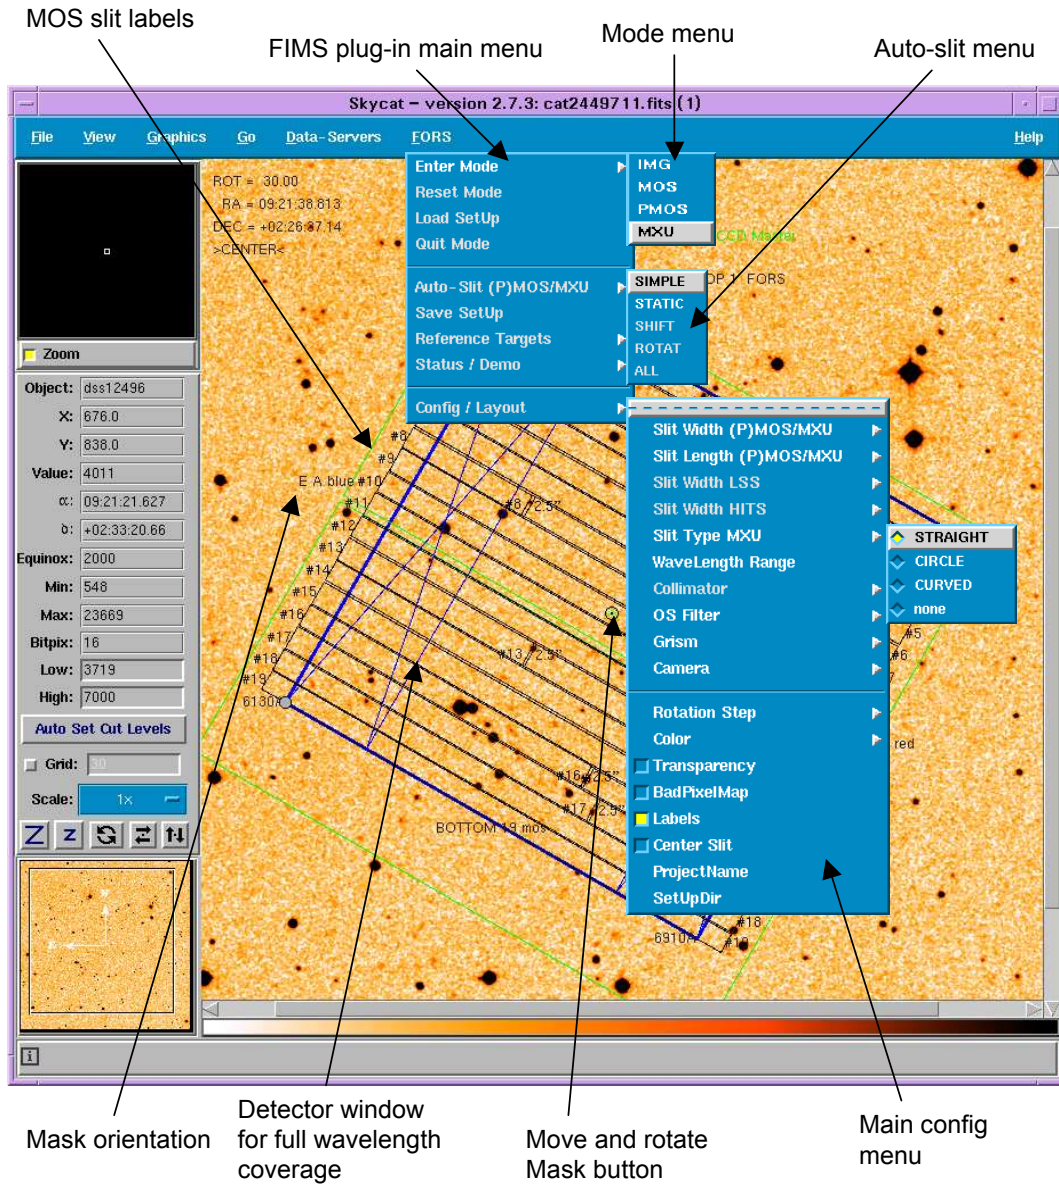 MOS slit labels
FIMS plug-in main menu
Mode menu
Auto-slit menu
Skycat - version 2.7.3: cat2449711.fits (1)
File View Graphics Go Data-Servers FORS Help
ROT = 30.00
RA = 09:21:38.813
DEC = +02:26:37.14
>CENTER<
Enter Mode
Reset Mode
Load SetUp
Quit Mode
Auto-Slit (P)MOS/MXU
Save SetUp
Reference Targets
Status / Demo
Config / Layout
IMG
MOS
PMOS
MXU
CCD Master
FORS
SIMPLE
STATIC
SHIFT
ROTAT
ALL
Zoom
Object: dss12496
X: 676.0
Y: 838.0
Value: 4011
α: 09:21:21.627
δ: +02:33:20.66
Equinox: 2000
Min: 548
Max: 23669
Bitpix: 16
Low: 3719
High: 7000
Auto Set Cut Levels
Grid: 30
Scale: 1x
Z z
Slit Width (P)MOS/MXU
Slit Length (P)MOS/MXU
Slit Width LSS
Slit Width HITS
Slit Type MXU
WaveLength Range
Collimator
OS Filter
Grism
Camera
Rotation Step
Color
Transparency
BadPixelMap
Labels
Center Slit
ProjectName
SetUpDir
STRAIGHT
CIRCLE
CURVED
none
#8
#9
E A blue #10
#11
#12
#13
#14
#15
#16
#17
#18
#19
6130A
#6 2.5"
#13 2.5"
#16 2.5"
#17 2.5"
#5
#6
red
BOTTOM 19 mos
#18
6910A
#19
i
Mask orientation
Detector window
for full wavelength
coverage
Move and rotate
Mask button
Main config
menu